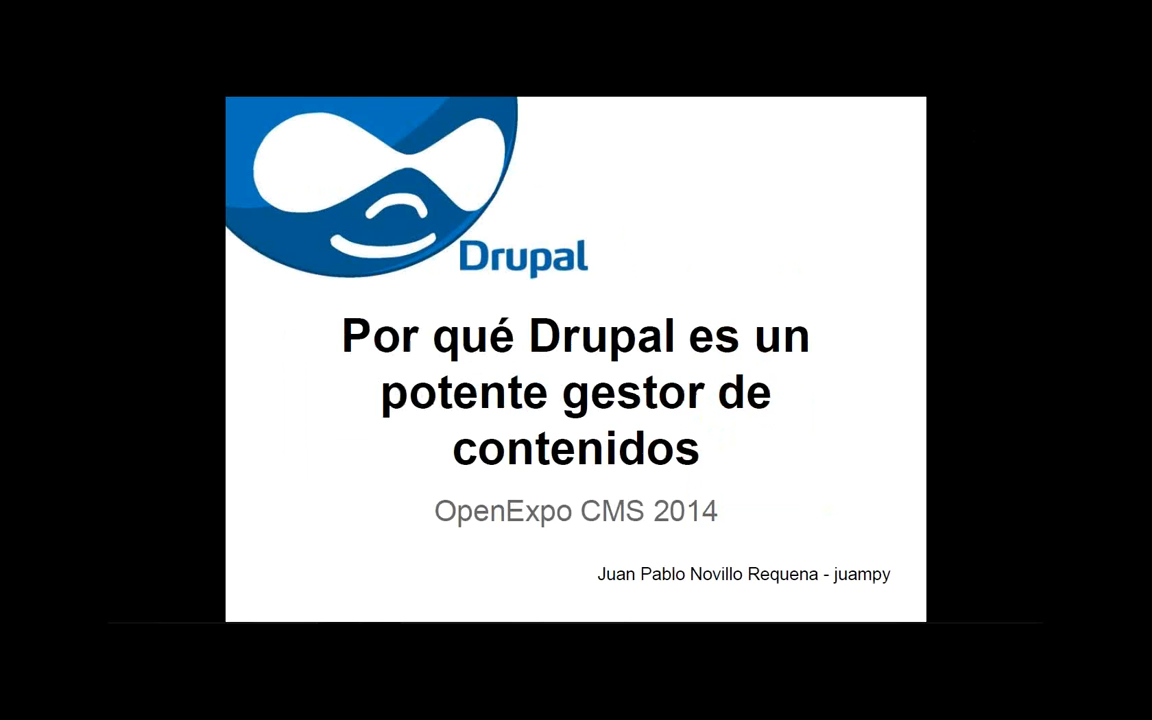 Drupal
Por qué Drupal es un
potente gestor de
contenidos
OpenExpo CMS 2014
Juan Pablo Novillo Requena - juampy